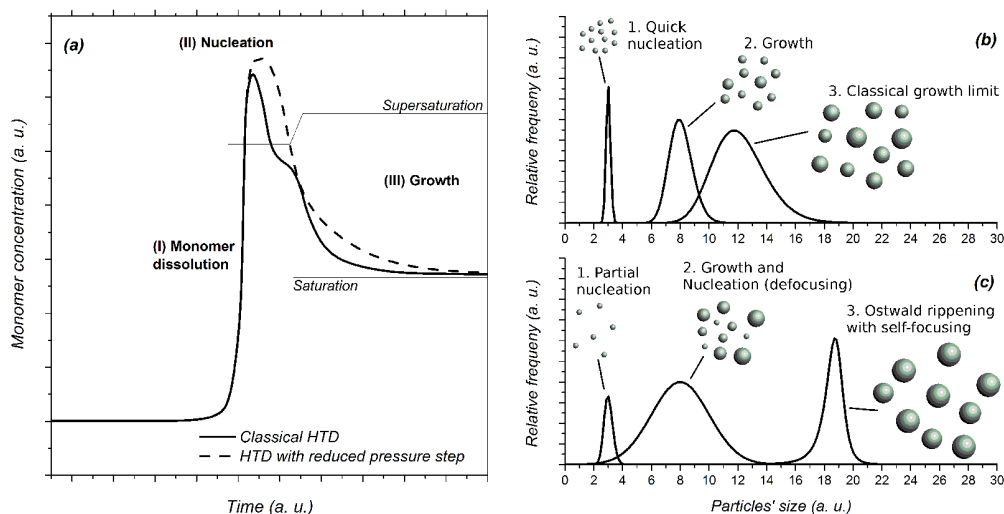 (a)
(II) Nucleation
Supersaturation
(III) Growth
(I) Monomer
dissolution
Saturation
Classical HTD
HTD with reduced pressure step
Monomer concentration (a. u.)
Time (a. u.)
(b)
1. Quick
nucleation
2. Growth
3. Classical growth limit
Relative frequeny (a. u.)
0 2 4 6 8 10 12 14 16 18 20 22 24 26 28 30
(c)
1. Partial
nucleation
2. Growth and
Nucleation (defocusing)
3. Ostwald rippening
with self-focusing
Relative frequency (a. u.)
0 2 4 6 8 10 12 14 16 18 20 22 24 26 28 30
Particles' size (a. u.)